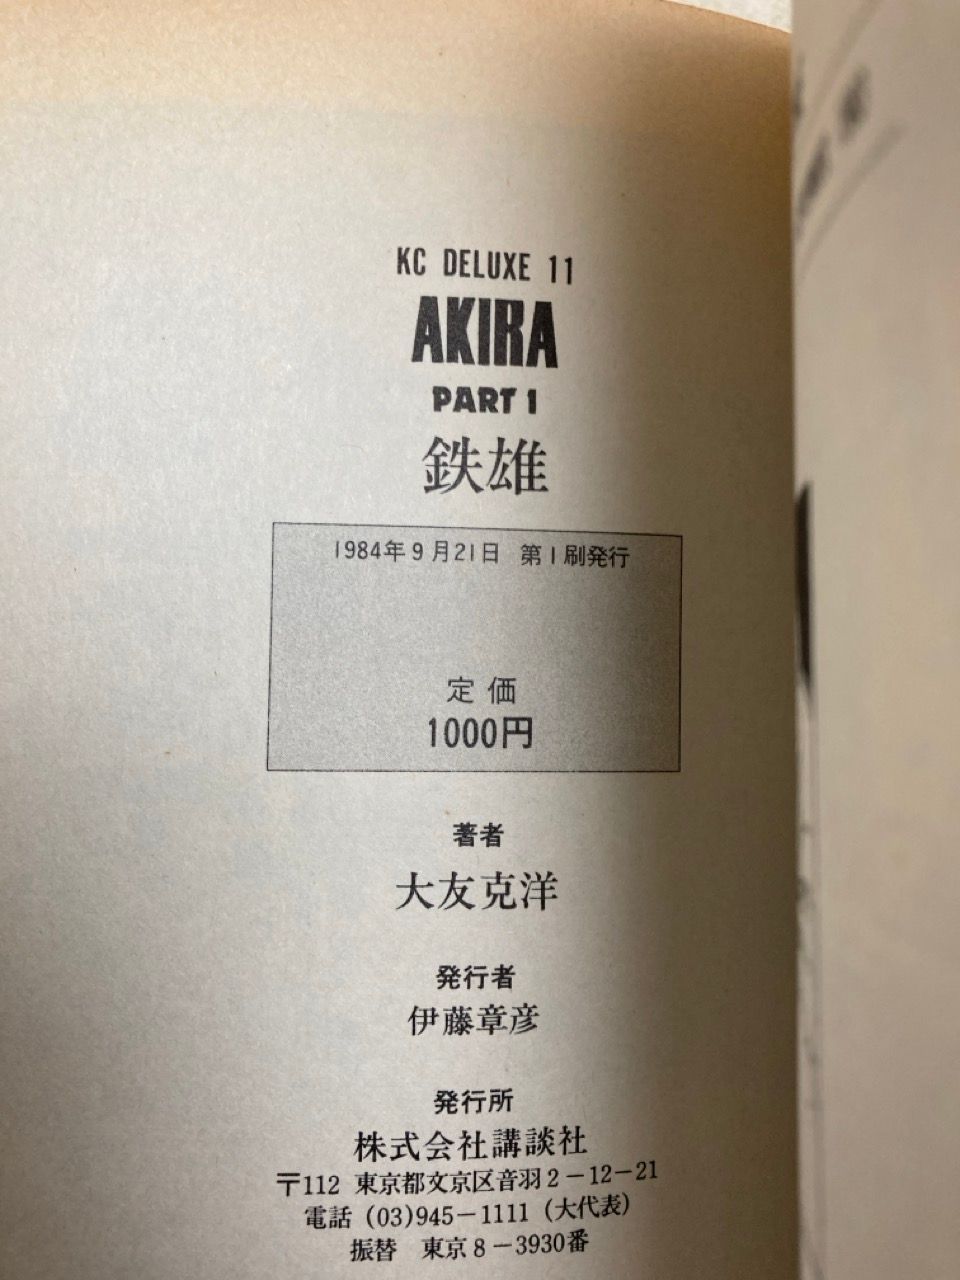 KC DELUXE 11
AKIRA
PART 1
鉄雄
1984年9月21日 第1刷発行
定価
1000円
著者
大友克洋
発行者
伊藤章彦
発行所
株式会社講談社
〒112 東京都文京区音羽2-12-21
電話 (03)945-1111 (大代表)
振替 東京8-3930番